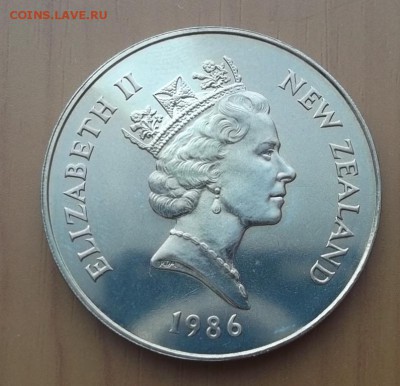 COINS.LAVE.RU
ELIZABETH II
NEW ZEALAND
1986